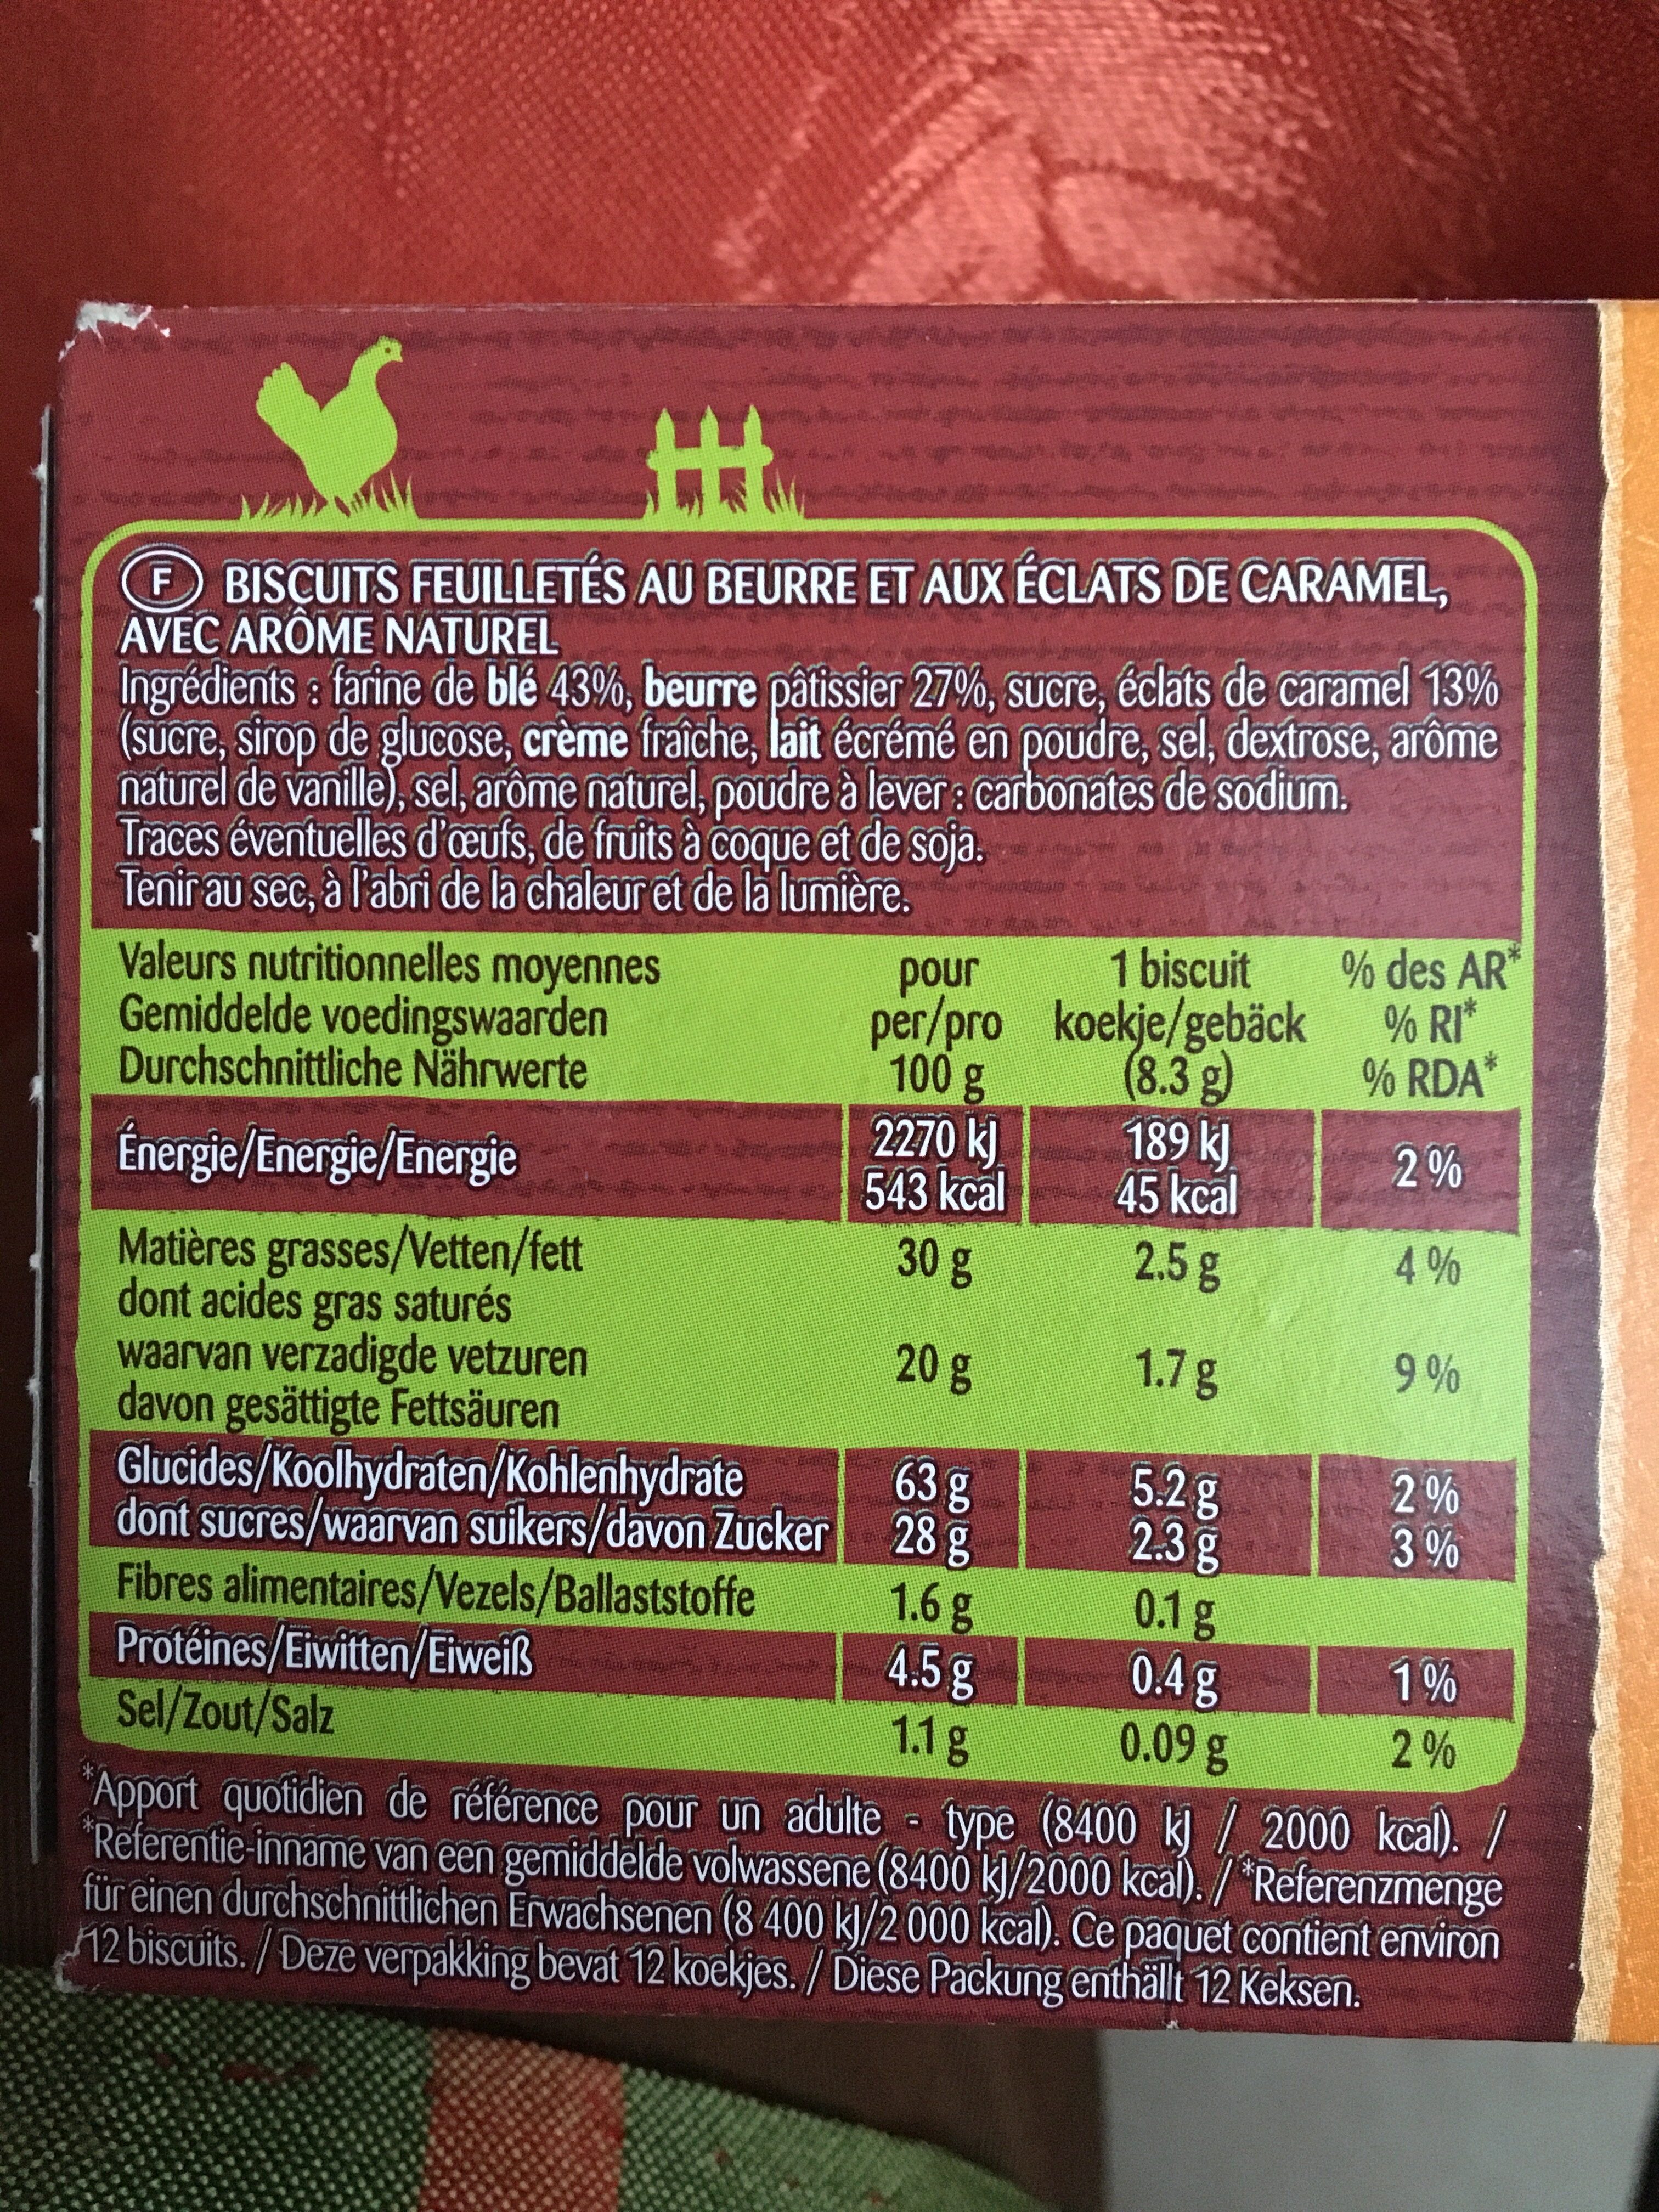 F BISCUITS FEUILLETÉS AU BEURRE ET AUX ÉCLATS DE CARAMEL,
AVEC ARÔME NATUREL
Ingrédients : farine de blé 43%, beurre pâtissier 27%, sucre, éclats de caramel 13%
(sucre, sirop de glucose, crème fraîche, lait écrémé en poudre, sel, dextrose, arôme
naturel de vanille), sel, arôme naturel, poudre à lever : carbonates de sodium.
Traces éventuelles d'œufs, de fruits à coque et de soja.
Tenir au sec, à l'abri de la chaleur et de la lumière.
Valeurs nutritionnelles moyennes pour 1 biscuit % des AR*
Gemiddelde voedingswaarden per/pro koekje/gebäck % RI*
Durchschnittliche Nährwerte 100 g (8.3 g) % RDA*
Énergie/Energie/Energie 2270 kJ 189 kJ 2 %
543 kcal 45 kcal
Matières grasses/Vetten/fett 30 g 2.5 g 4 %
dont acides gras saturés
waarvan verzadigde vetzuren 20 g 1.7 g 9 %
davon gesättigte Fettsäuren
Glucides/Koolhydraten/Kohlenhydrate 63 g 5.2 g 2 %
dont sucres/waarvan suikers/davon Zucker 28 g 2.3 g 3 %
Fibres alimentaires/Vezels/Ballaststoffe 1.6 g 0.1 g
Protéines/Eiwitten/Eiweiß 4.5 g 0.4 g 1 %
Sel/Zout/Salz 1.1 g 0.09 g 2 %
*Apport quotidien de référence pour un adulte - type (8400 kJ / 2000 kcal). /
*Referentie-inname van een gemiddelde volwassene (8400 kJ/2000 kcal). / *Referenzmenge
für einen durchschnittlichen Erwachsenen (8 400 kJ/2 000 kcal). Ce paquet contient environ
12 biscuits. / Deze verpakking bevat 12 koekjes. / Diese Packung enthällt 12 Keksen.